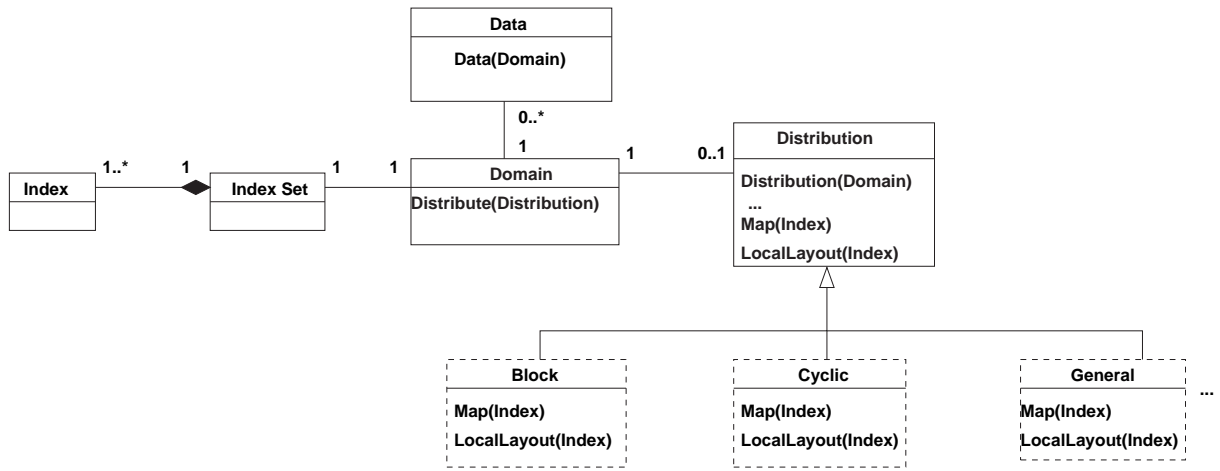 Data
Data(Domain)
0..*
1
1..*
1
1
1
1
0..1
Index
Index Set
Domain
Distribute(Distribution)
Distribution
Distribution(Domain)
...
Map(Index)
LocalLayout(Index)
Block
Map(Index)
LocalLayout(Index)
Cyclic
Map(Index)
LocalLayout(Index)
General
Map(Index)
LocalLayout(Index)
...